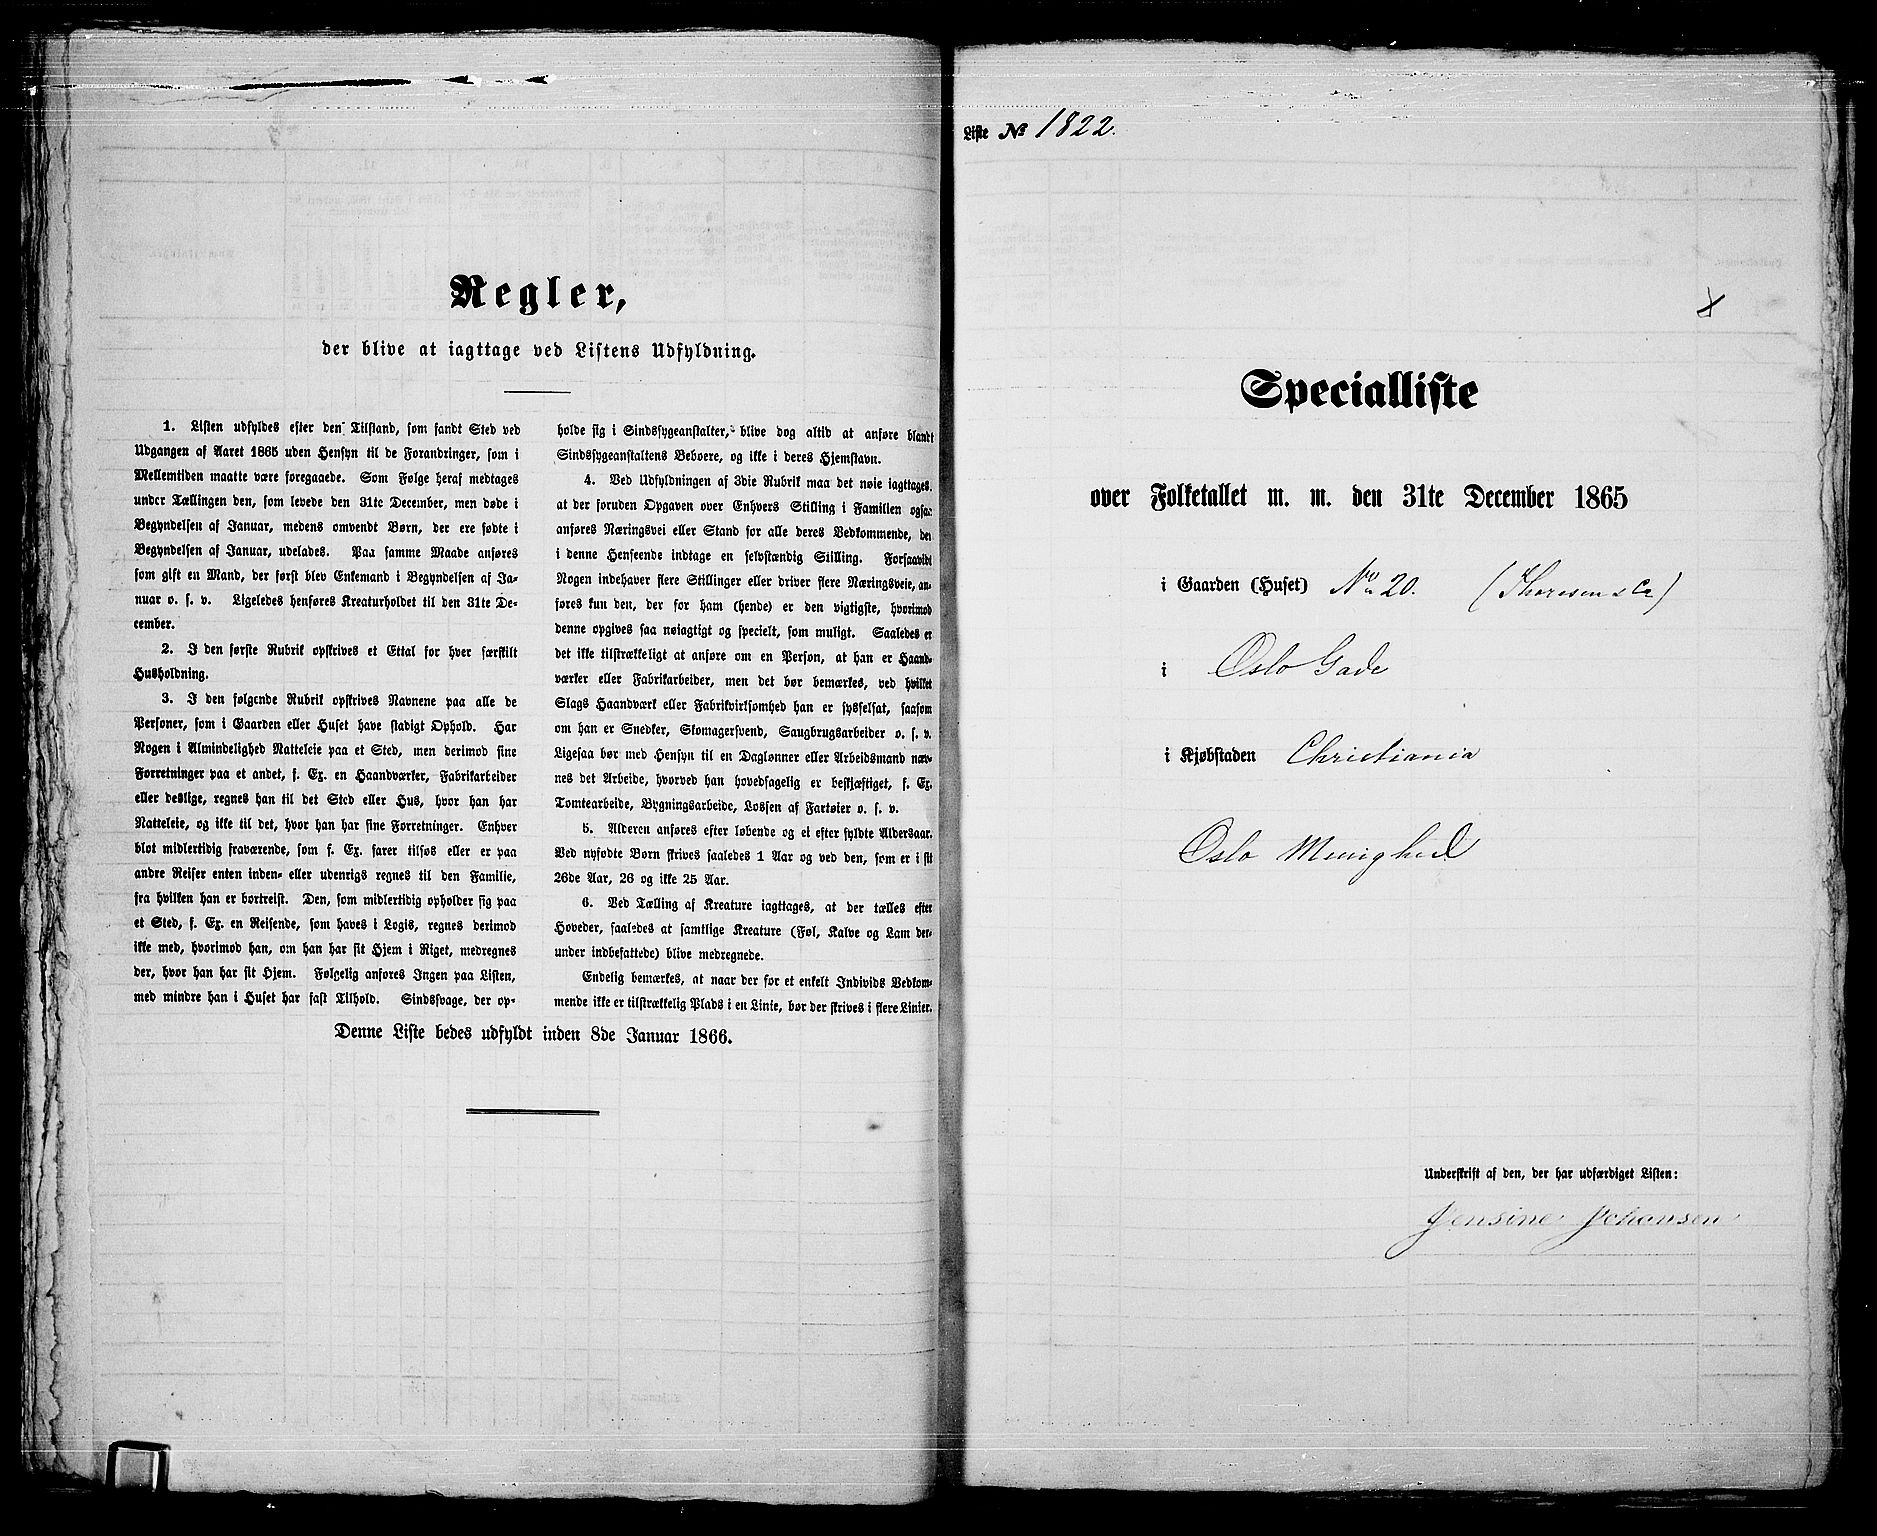 Regler,
der blive at iagttage ved Listens Udfyldning.
1. Listen udfyldes efter den Tilstand, som fandt Sted ved
Udgangen af Aaret 1865 uden Hensyn til de Forandringer, som i
Mellemtiden maatte være foregaaede. Som Følge heraf medtages
under Tællingen den, som levede den 31te December, men døde i
Begyndelsen af Januar, medens omvendt Børn, der ere fødte i
Begyndelsen af Januar, udelades. Paa samme Maade anføres
som gift en Mand, der først blev Enkemand i Begyndelsen af Ja-
nuar o. s. v. Ligeledes henføres Kreaturholdet til den 31te De-
cember.
2. I den første Rubrik opskrives et Ettal for hver særskilt
Husholdning.
3. I den følgende Rubrik opskrives Navnene paa alle de
Personer, som i Gaarden eller Huset have stadigt Ophold. Har
Nogen i Almindelighed Natteleie paa et Sted, men derimod sine
Forretninger paa et andet, f. Ex. en Haandværker, Fabrikarbeider
eller deslige, regnes han til det Sted eller Hus, hvor han har
Natteleie, og ikke til det, hvor han har sine Forretninger. Enhver
blot midlertidig fraværende, som f. Ex. farer tilsøs eller er paa
andre Reiser enten inden- eller udenrigs regnes til den Familie,
fra hvilken han er bortreist. Den, som midlertidig opholder sig paa
et Sted, f. Ex. en Reisende, som haves i Logis, regnes derimod
ikke med, hvorimod han, om han har sit Hjem i Riget, medregnes
der, hvor han har sit Hjem. Følgelig anføres Ingen paa Listen,
med mindre han i Huset har fast Tilhold. Sindssvage, der op-
holde sig i Sindssygeanstalter, blive dog altid at anføre blandt
Sindssygeanstaltens Beboere, og ikke i deres Hjemstavn.
4. Ved Udfyldningen af 3die Rubrik maa det nøie iagttages,
at der foruden Opgaven over Enhvers Stilling i Familien ogsaa
anføres Næringsvei eller Stand for alle deres Vedkommende, der
i denne Henseende indtage en selvstændig Stilling. Forsaavidt
Nogen indehaver flere Stillinger eller driver flere Næringsveie, an-
føres kun den, der for ham (hende) er den vigtigste, hvorimod
denne opgives saa nøiagtigt og specielt, som muligt. Saaledes er
det ikke tilstrækkeligt at anføre om en Person, at han er Haand-
værker eller Fabrikarbeider, men det bør bemærkes, ved hvilket
Slags Haandværk eller Fabrikvirksomhed han er sysselsat, saasom
om han er Snedker, Skomagersvend, Saugbrugsarbeider o. s. v.
Ligesaa bør med Hensyn til en Daglønner eller Arbeidsmand næv-
nes det Arbeide, hvorved han hovedsagelig er beskjæftiget, f. Ex.
Tomtearbeide, Bygningsarbeide, Lossen af Fartøier o. s. v.
5. Alderen anføres efter løbende og ei efter fyldte Aldersaar.
Ved nyfødte Børn skrives saaledes 1 Aar og ved den, som er i sit
26de Aar, 26 og ikke 25 Aar.
6. Ved Tælling af Kreature iagttages, at der tælles efter
Hoveder, saaledes at samtlige Kreature (Føl, Kalve og Lam der-
under indbefattede) blive medregnede.
Endelig bemærkes, at naar der for et enkelt Individs Vedkom-
mende ikke er tilstrækkelig Plads i en Linie, bør der skrives i flere Linier.
Denne Liste bedes udfyldt inden 8de Januar 1866.
Liste № 1822.
Specialliste
over Folketallet m. m. den 31te December 1865
i Gaarden (Huset) No 20. (Thoresens Ca)
i Oslo Gade
i Kjøbstaden Christiania
Oslo Menighed
Underskrift af den, der har udfærdiget Listen:
Jensine Johansen